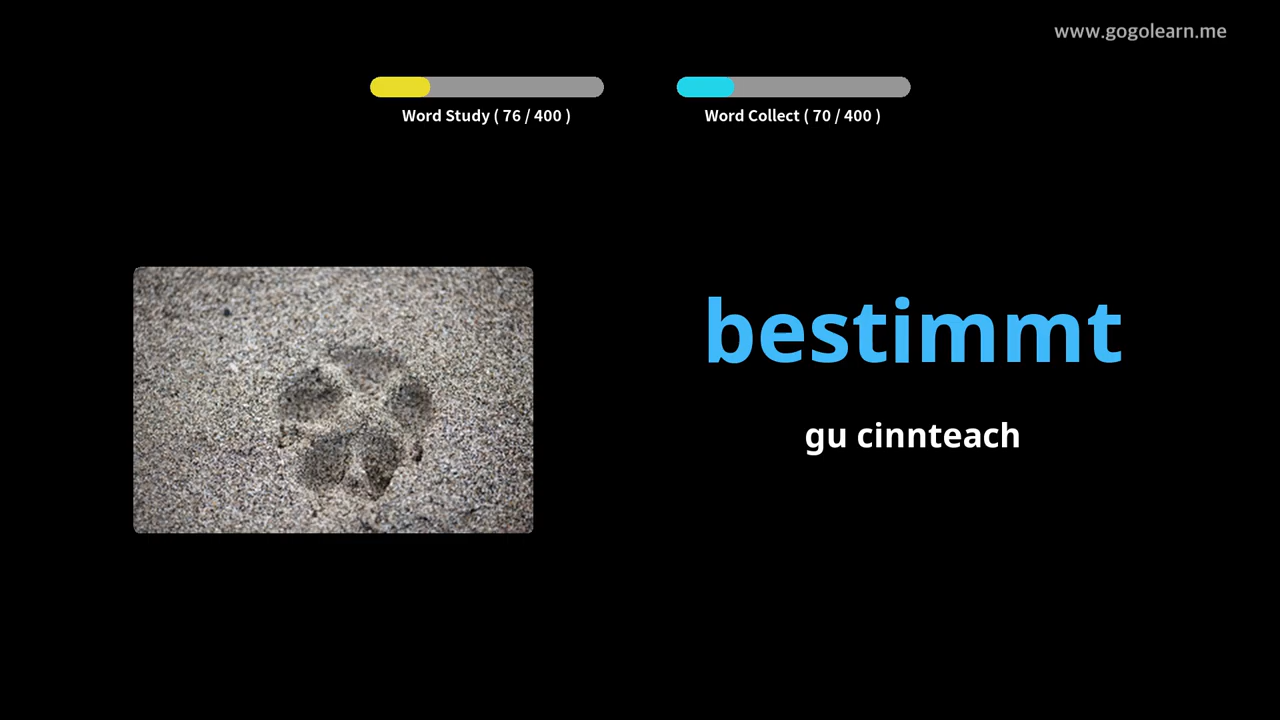 www.gogolearn.me
Word Study ( 76 / 400 )
Word Collect ( 70 / 400 )
bestimmt
gu cinnteach